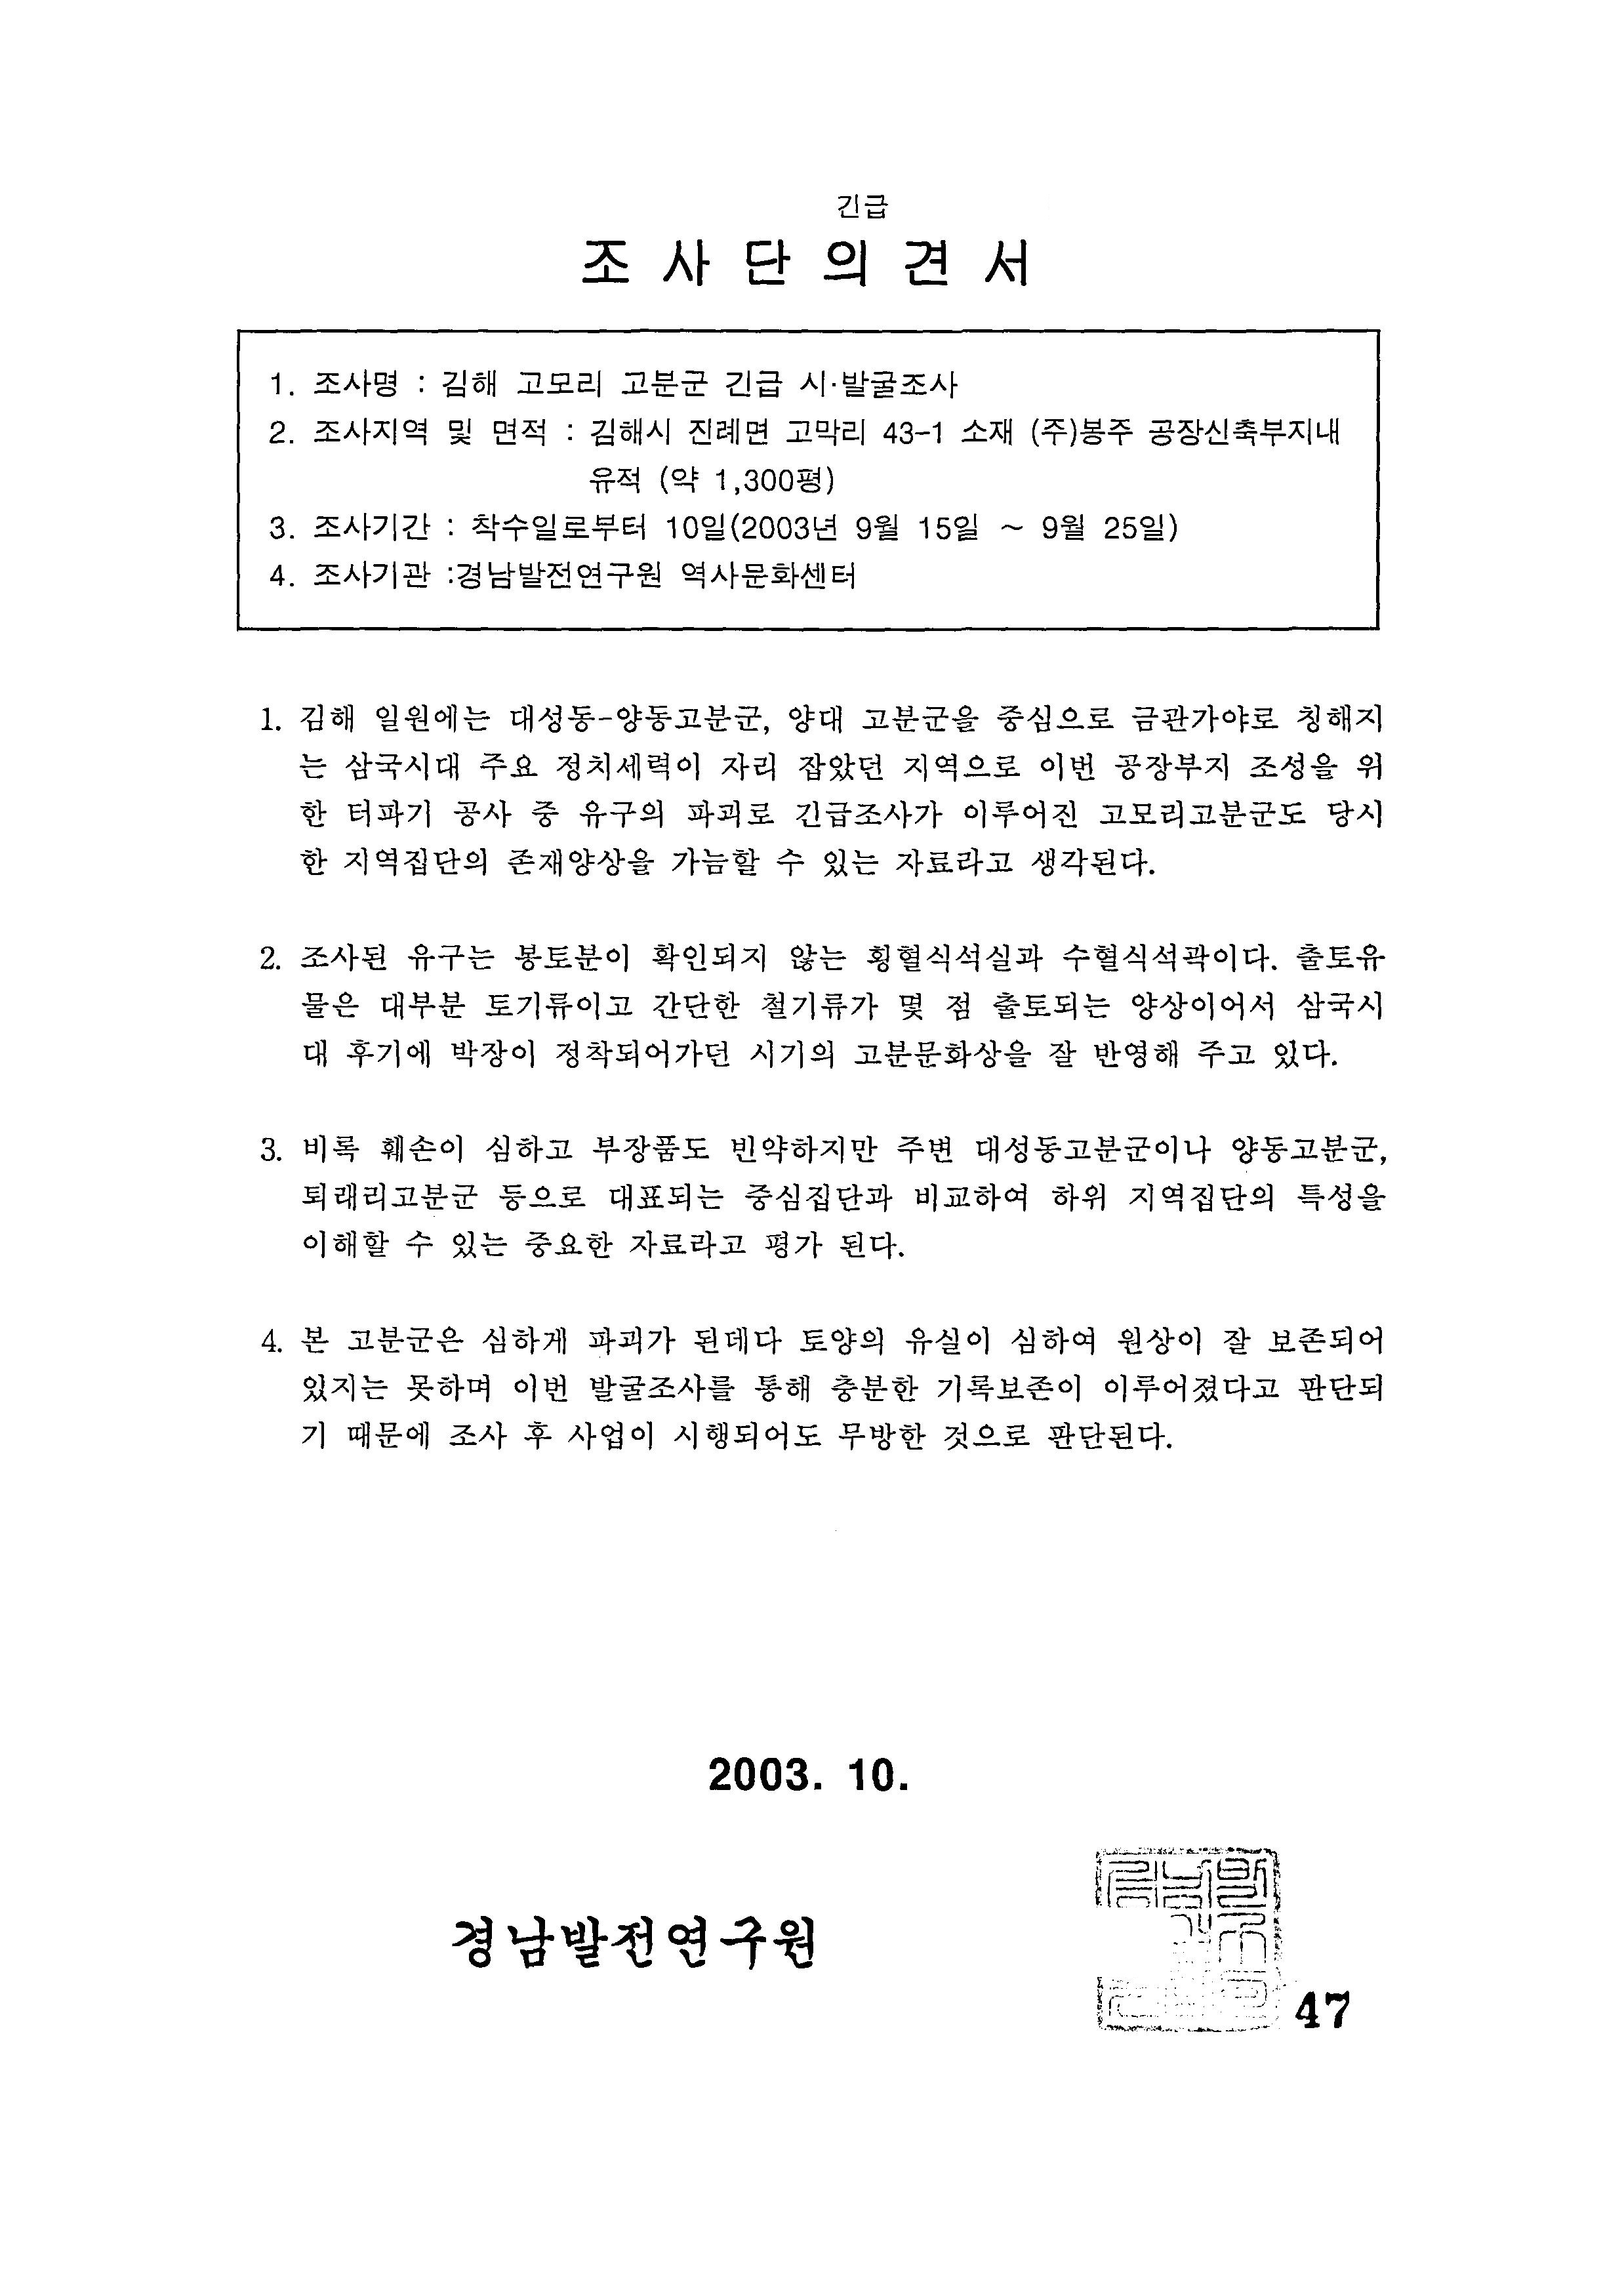 긴급
조 사 단 의 견 서
1. 조사명 : 김해 고모리 고분군 긴급 시·발굴조사
2. 조사지역 및 면적 : 김해시 진례면 고막리 43-1 소재 (주)봉주 공장신축부지내
유적 (약 1,300평)
3. 조사기간 : 착수일로부터 10일(2003년 9월 15일 ~ 9월 25일)
4. 조사기관 :경남발전연구원 역사문화센터
1. 김해 일원에는 대성동-양동고분군, 양대 고분군을 중심으로 금관가야로 칭해지
는 삼국시대 주요 정치세력이 자리 잡았던 지역으로 이번 공장부지 조성을 위
한 터파기 공사 중 유구의 파괴로 긴급조사가 이루어진 고모리고분군도 당시
한 지역집단의 존재양상을 가늠할 수 있는 자료라고 생각된다.
2. 조사된 유구는 봉토분이 확인되지 않는 횡혈식석실과 수혈식석곽이다. 출토유
물은 대부분 토기류이고 간단한 철기류가 몇 점 출토되는 양상이어서 삼국시
대 후기에 박장이 정착되어가던 시기의 고분문화상을 잘 반영해 주고 있다.
3. 비록 훼손이 심하고 부장품도 빈약하지만 주변 대성동고분군이나 양동고분군,
퇴래리고분군 등으로 대표되는 중심집단과 비교하여 하위 지역집단의 특성을
이해할 수 있는 중요한 자료라고 평가 된다.
4. 본 고분군은 심하게 파괴가 된데다 토양의 유실이 심하여 원상이 잘 보존되어
있지는 못하며 이번 발굴조사를 통해 충분한 기록보존이 이루어졌다고 판단되
기 때문에 조사 후 사업이 시행되어도 무방한 것으로 판단된다.
2003. 10.
경남발전연구원
47